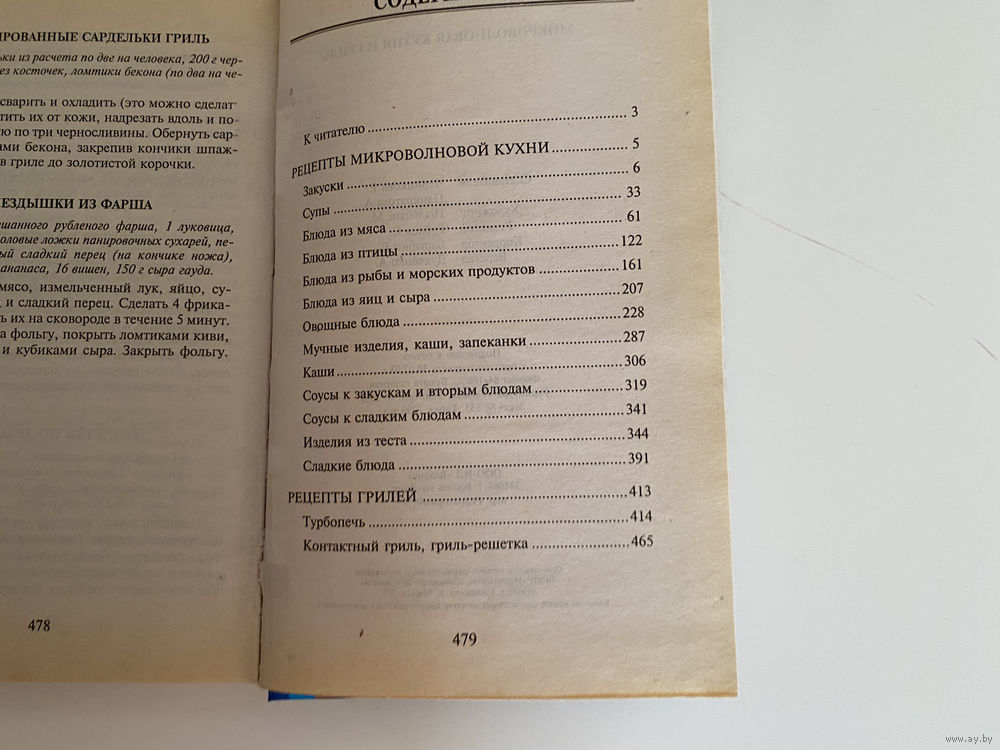 ИРОВАННЫЕ САРДЕЛЬКИ ГРИЛЬ
ьки из расчета по две на человека, 200 г чер-
ез косточек, ломтики бекона (по два на че-
сварить и охладить (это можно сделат
тить их от кожи, надрезать вдоль и по-
ю по три черносливины. Обернуть сар-
ами бекона, закрепив кончики шпаж-
в гриле до золотистой корочки.
ЕЗДЫШКИ ИЗ ФАРША
шанного рубленого фарша, 1 луковица,
оловые ложки панировочных сухарей, пе-
ый сладкий перец (на кончике ножа),
ананаса, 16 вишен, 150 г сыра гауда.
мясо, измельченный лук, яйцо, су-
ц и сладкий перец. Сделать 4 фрика-
ть их на сковороде в течение 5 минут.
а фольгу, покрыть ломтиками киви,
и кубиками сыра. Закрыть фольгу.
478
К читателю 3
РЕЦЕПТЫ МИКРОВОЛНОВОЙ КУХНИ 5
Закуски 6
Супы 33
Блюда из мяса 61
Блюда из птицы 122
Блюда из рыбы и морских продуктов 161
Блюда из яиц и сыра 207
Овощные блюда 228
Мучные изделия, каши, запеканки 287
Каши 306
Соусы к закускам и вторым блюдам 319
Соусы к сладким блюдам 341
Изделия из теста 344
Сладкие блюда 391
РЕЦЕПТЫ ГРИЛЕЙ 413
Турбопечь 414
Контактный гриль, гриль-решетка 465
479
www.ay.by